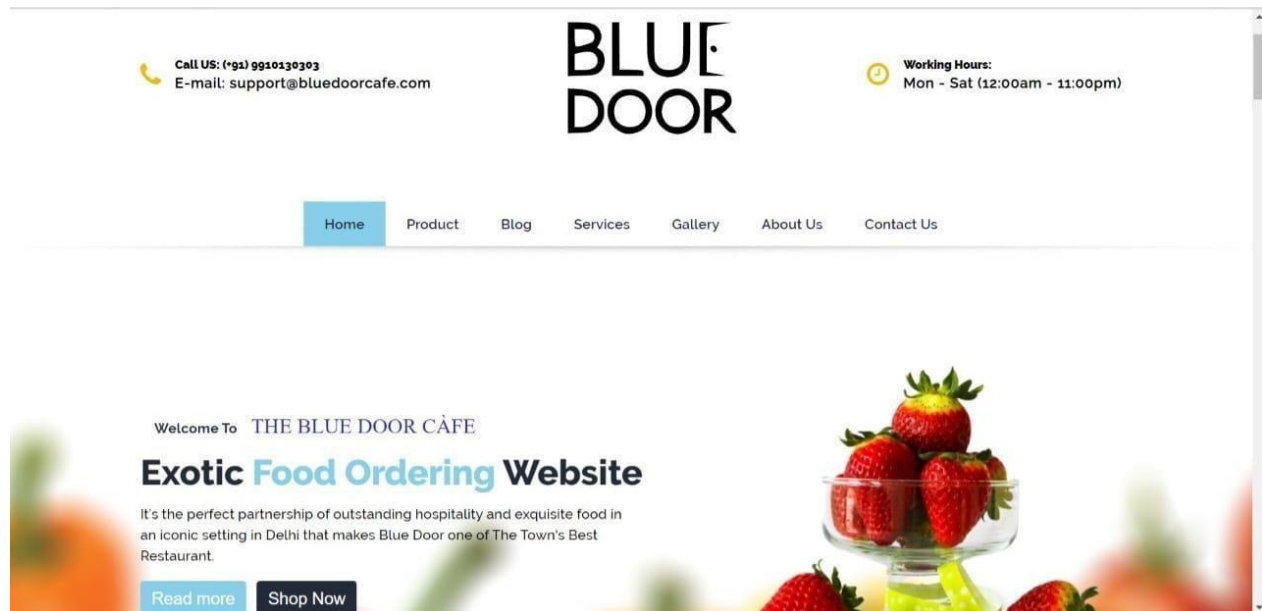 Call US: (+91) 9910130303
E-mail: support@bluedoorcafe.com
BLUE
DOOR
Working Hours:
Mon - Sat (12:00am - 11:00pm)
Home Product Blog Services Gallery About Us Contact Us
Welcome To THE BLUE DOOR CÀFE
Exotic Food Ordering Website
It's the perfect partnership of outstanding hospitality and exquisite food in
an iconic setting in Delhi that makes Blue Door one of The Town's Best
Restaurant.
Read more Shop Now